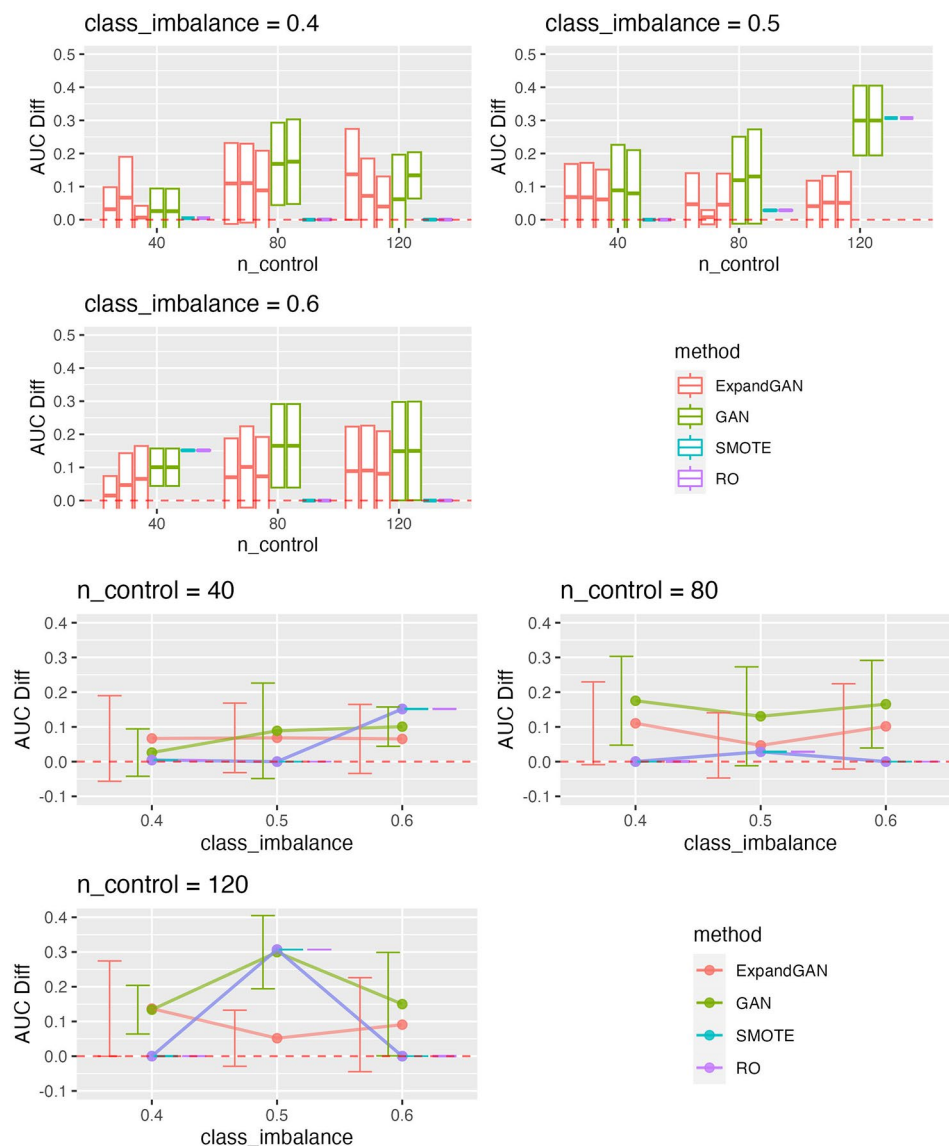 class_imbalance = 0.4
0.5
0.4
0.3
0.2
0.1
0.0
AUC Diff
40 80 120
n_control
class_imbalance = 0.5
0.5
0.4
0.3
0.2
0.1
0.0
AUC Diff
40 80 120
n_control
class_imbalance = 0.6
0.5
0.4
0.3
0.2
0.1
0.0
AUC Diff
40 80 120
n_control
method
ExpandGAN
GAN
SMOTE
RO
n_control = 40
0.4
0.3
0.2
0.1
0.0
-0.1
AUC Diff
0.4 0.5 0.6
class_imbalance
n_control = 80
0.4
0.3
0.2
0.1
0.0
-0.1
AUC Diff
0.4 0.5 0.6
class_imbalance
n_control = 120
0.4
0.3
0.2
0.1
0.0
-0.1
AUC Diff
0.4 0.5 0.6
class_imbalance
method
ExpandGAN
GAN
SMOTE
RO